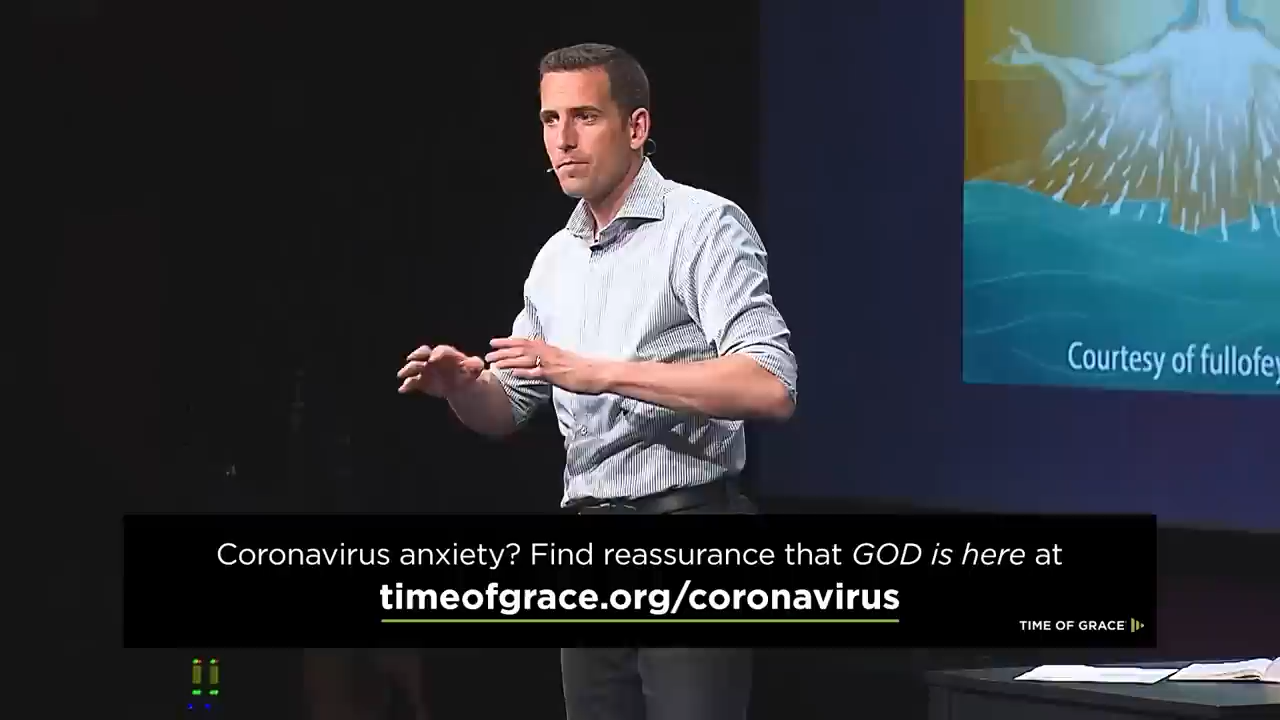 Courtesy of fullofey
Coronavirus anxiety? Find reassurance that GOD is here at
timeofgrace.org/coronavirus
TIME OF GRACE